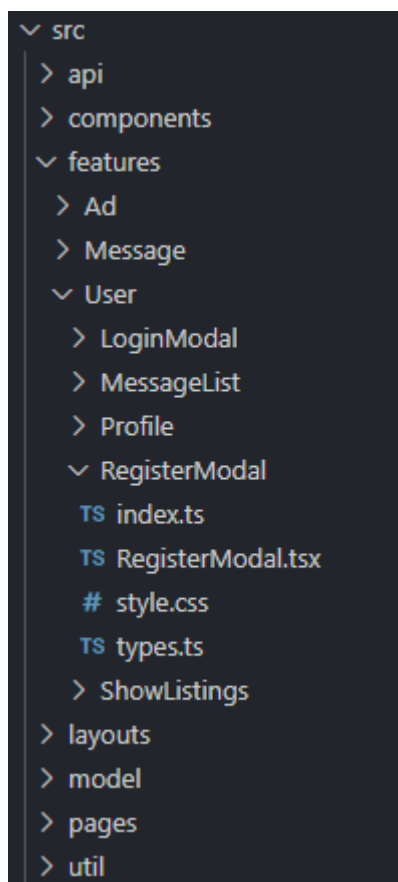 src
api
components
features
Ad
Message
User
LoginModal
MessageList
Profile
RegisterModal
TS index.ts
TS RegisterModal.tsx
# style.css
TS types.ts
ShowListings
layouts
model
pages
util